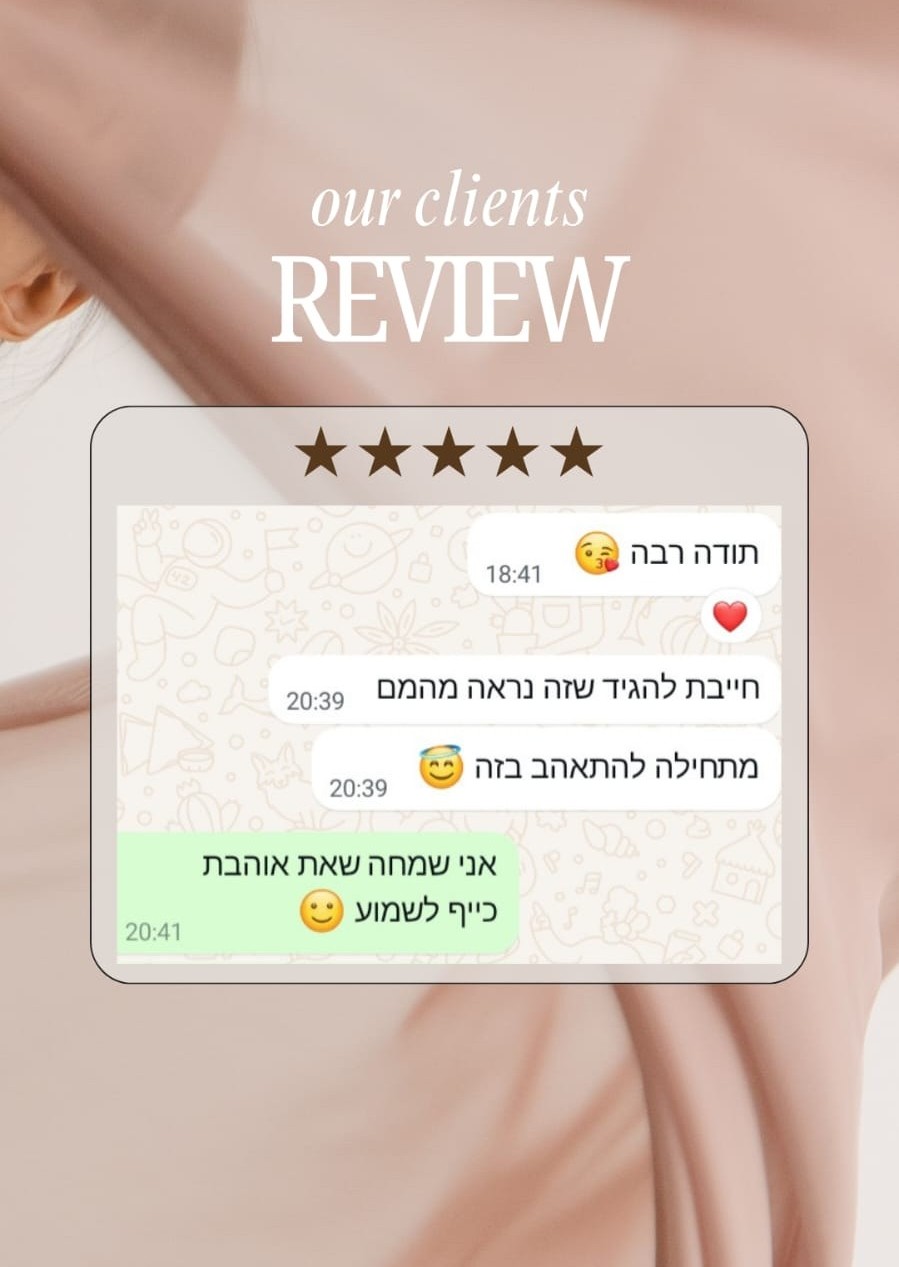 our clients
REVIEW
תודה רבה 😘
18:41
❤️
חייבת להגיד שזה נראה מהמם
20:39
מתחילה להתאהב בזה 😇
20:39
אני שמחה שאת אוהבת
כייף לשמוע 🙂
20:41